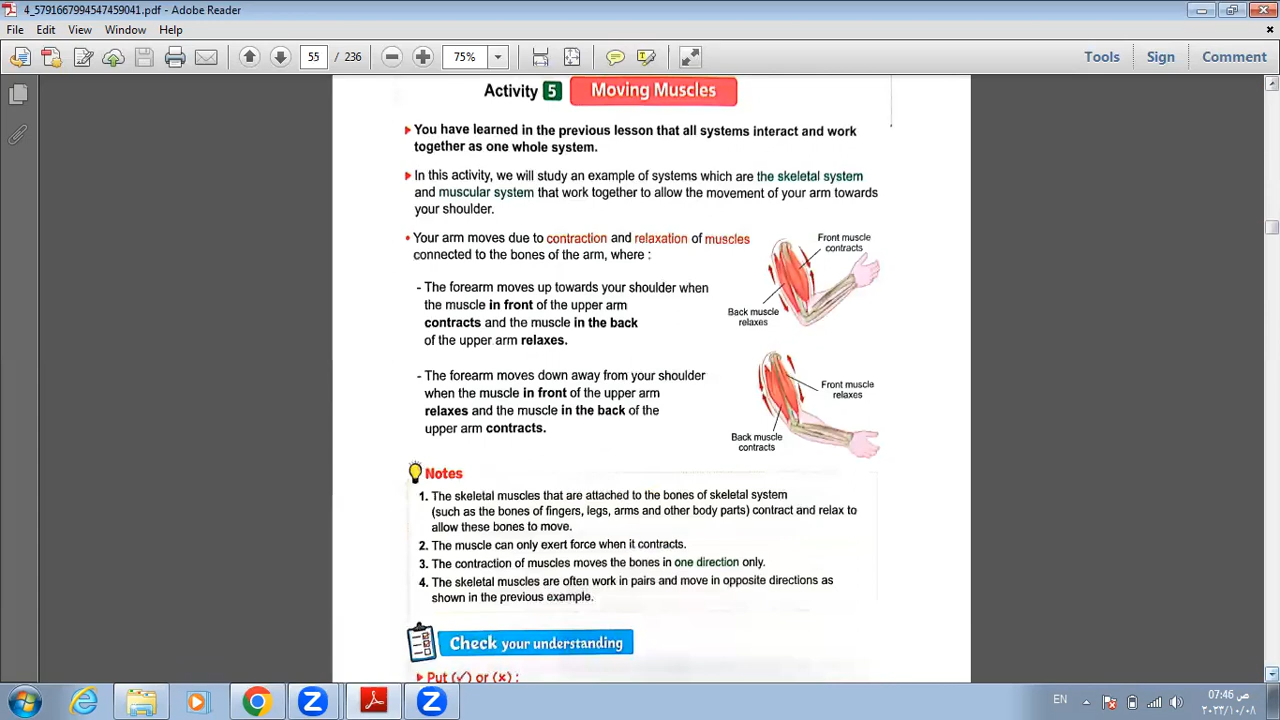 4_5791667994547459041.pdf - Adobe Reader
File Edit View Window Help
55 / 236 75% Tools Sign Comment
Activity 5 Moving Muscles
You have learned in the previous lesson that all systems interact and work
together as one whole system.
In this activity, we will study an example of systems which are the skeletal system
and muscular system that work together to allow the movement of your arm towards
your shoulder.
• Your arm moves due to contraction and relaxation of muscles
connected to the bones of the arm, where :
- The forearm moves up towards your shoulder when
the muscle in front of the upper arm
contracts and the muscle in the back
of the upper arm relaxes.
Front muscle
contracts
Back muscle
relaxes
- The forearm moves down away from your shoulder
when the muscle in front of the upper arm
relaxes and the muscle in the back of the
upper arm contracts.
Front muscle
relaxes
Back muscle
contracts
Notes
1. The skeletal muscles that are attached to the bones of skeletal system
(such as the bones of fingers, legs, arms and other body parts) contract and relax to
allow these bones to move.
2. The muscle can only exert force when it contracts.
3. The contraction of muscles moves the bones in one direction only.
4. The skeletal muscles are often work in pairs and move in opposite directions as
shown in the previous example.
Check your understanding
Put (✓) or (×) :
EN
07:46 ص
٢٠٢٣/١٠/٠٨